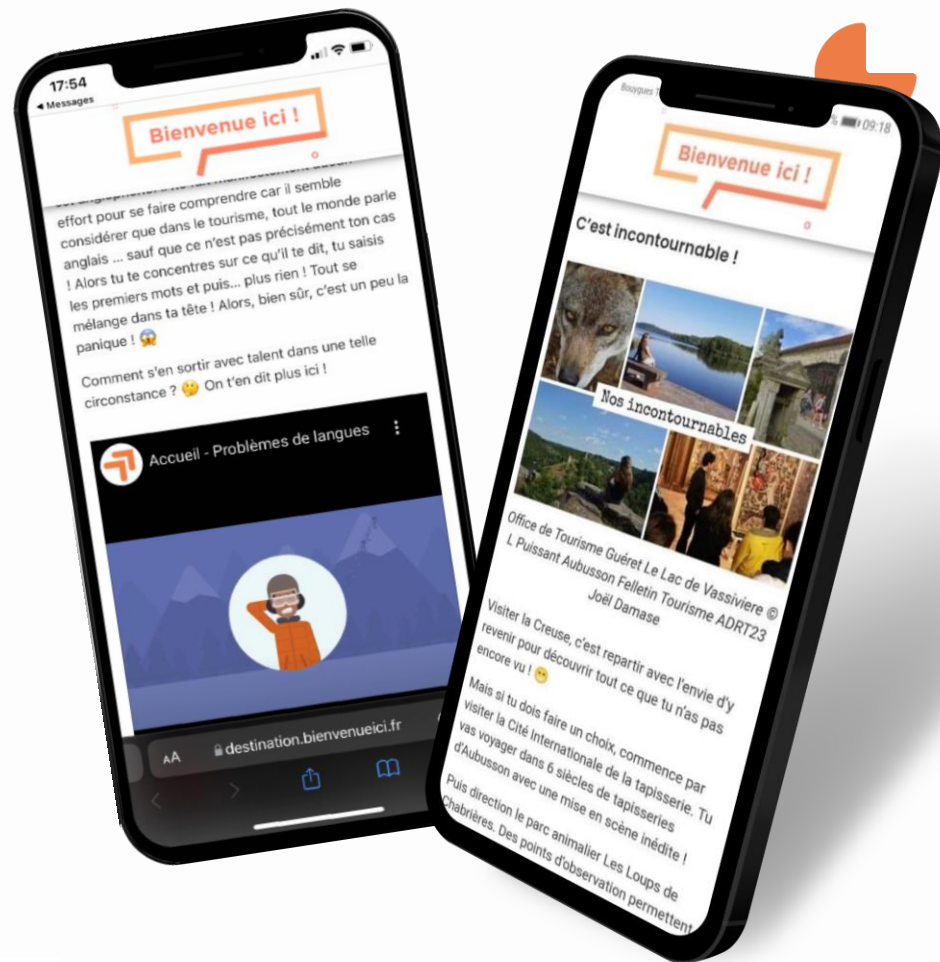 17:54
Messages
Bienvenue ici !
effort pour se faire comprendre car il semble
considérer que dans le tourisme, tout le monde parle
anglais ... sauf que ce n'est pas précisément ton cas
! Alors tu te concentres sur ce qu'il te dit, tu saisis
les premiers mots et puis... plus rien ! Tout se
mélange dans ta tête ! Alors, bien sûr, c'est un peu la
panique ! 😱
Comment s'en sortir avec talent dans une telle
circonstance ? 🤔 On t'en dit plus ici !
Accueil - Problèmes de langues
AA
destination.bienvenueici.fr
Bouygues
% 09:18
Bienvenue ici !
C'est incontournable !
Nos incontournables
Office de Tourisme Guéret Le Lac de Vassiviere ©
L Puissant Aubusson Felletin Tourisme ADRT23
Joël Damase
Visiter la Creuse, c'est repartir avec l'envie d'y
revenir pour découvrir tout ce que tu n'as pas
encore vu ! 😁
Mais si tu dois faire un choix, commence par
visiter la Cité Internationale de la tapisserie. Tu
vas voyager dans 6 siècles de tapisseries
d'Aubusson avec une mise en scène inédite !
Puis direction le parc animalier Les Loups de
Chabrières. Des points d'observation permettent